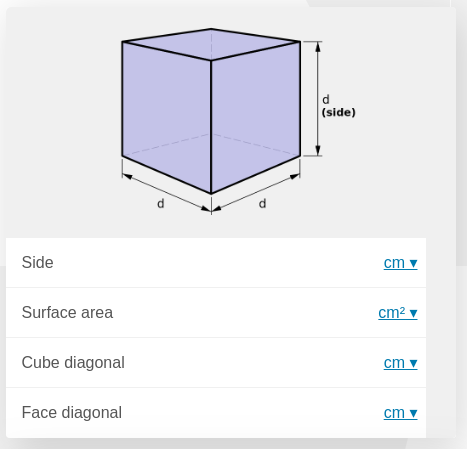 d
(side)
d
d
Side
cm ▾
Surface area
cm² ▾
Cube diagonal
cm ▾
Face diagonal
cm ▾